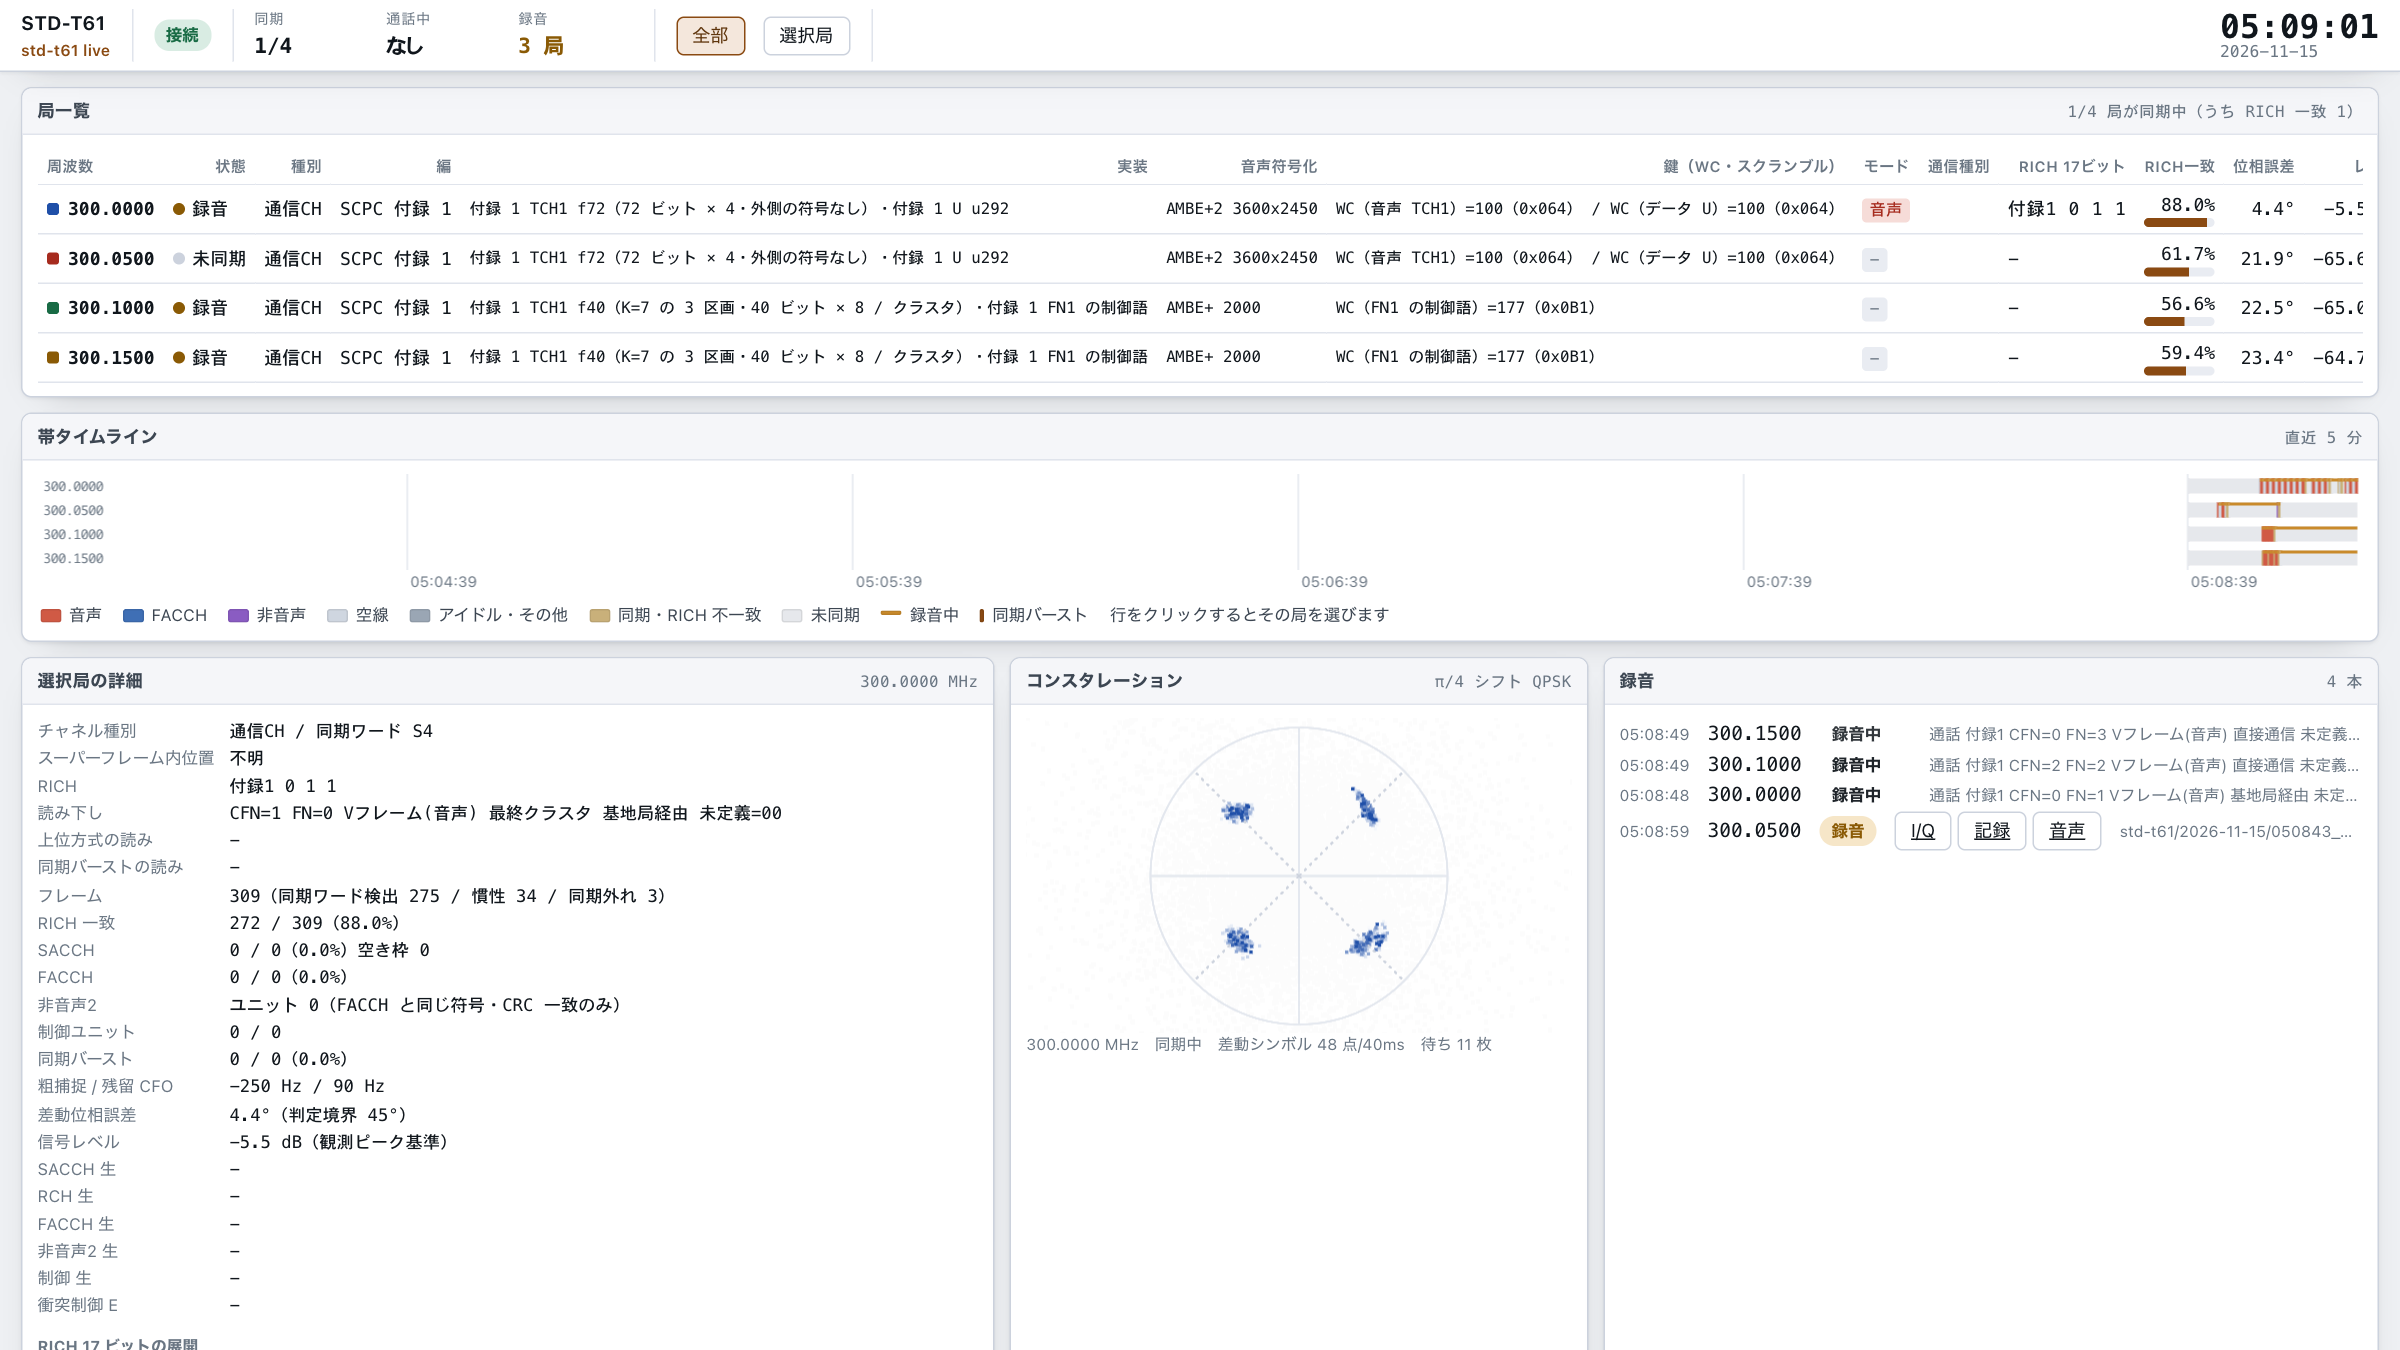 STD-T61
std-t61 live
接続
同期
1/4
通話中
なし
録音
3 局
全部
選択局
05:09:01
2026-11-15
局一覧
1/4 局が同期中（うち RICH 一致 1）
周波数 状態 種別 編 実装 音声符号化 鍵（WC・スクランブル） モード 通信種別 RICH 17ビット RICH一致 位相誤差
300.0000 録音 通信CH SCPC 付録 1 付録 1 TCH1 f72（72 ビット × 4・外側の符号なし）・付録 1 U u292 AMBE+2 3600x2450 WC（音声 TCH1）=100（0x064） / WC（データ U）=100（0x064） 音声 付録1 0 1 1 88.0% 4.4° −5.5
300.0500 未同期 通信CH SCPC 付録 1 付録 1 TCH1 f72（72 ビット × 4・外側の符号なし）・付録 1 U u292 AMBE+2 3600x2450 WC（音声 TCH1）=100（0x064） / WC（データ U）=100（0x064） – – 61.7% 21.9° −65.6
300.1000 録音 通信CH SCPC 付録 1 付録 1 TCH1 f40（K=7 の 3 区画・40 ビット × 8 / クラスタ）・付録 1 FN1 の制御語 AMBE+ 2000 WC（FN1 の制御語）=177（0x0B1） – – 56.6% 22.5° −65.0
300.1500 録音 通信CH SCPC 付録 1 付録 1 TCH1 f40（K=7 の 3 区画・40 ビット × 8 / クラスタ）・付録 1 FN1 の制御語 AMBE+ 2000 WC（FN1 の制御語）=177（0x0B1） – – 59.4% 23.4° −64.7
帯タイムライン
直近 5 分
300.0000
300.0500
300.1000
300.1500
05:04:39 05:05:39 05:06:39 05:07:39 05:08:39
音声 FACCH 非音声 空線 アイドル・その他 同期・RICH 不一致 未同期 録音中 同期バースト 行をクリックするとその局を選びます
選択局の詳細
300.0000 MHz
チャネル種別 通信CH / 同期ワード S4
スーパーフレーム内位置 不明
RICH 付録1 0 1 1
読み下し CFN=1 FN=0 Vフレーム(音声) 最終クラスタ 基地局経由 未定義=00
上位方式の読み –
同期バーストの読み –
フレーム 309（同期ワード検出 275 / 慣性 34 / 同期外れ 3）
RICH 一致 272 / 309（88.0%）
SACCH 0 / 0（0.0%）空き枠 0
FACCH 0 / 0（0.0%）
非音声2 ユニット 0（FACCH と同じ符号・CRC 一致のみ）
制御ユニット 0 / 0
同期バースト 0 / 0（0.0%）
粗捕捉 / 残留 CFO −250 Hz / 90 Hz
差動位相誤差 4.4°（判定境界 45°）
信号レベル −5.5 dB（観測ピーク基準）
SACCH 生 –
RCH 生 –
FACCH 生 –
非音声2 生 –
制御 生 –
衝突制御 E –
RICH 17 ビットの展開
コンスタレーション
π/4 シフト QPSK
300.0000 MHz 同期中 差動シンボル 48 点/40ms 待ち 11 枚
録音
4 本
05:08:49 300.1500 録音中 通話 付録1 CFN=0 FN=3 Vフレーム(音声) 直接通信 未定義…
05:08:49 300.1000 録音中 通話 付録1 CFN=2 FN=2 Vフレーム(音声) 直接通信 未定義…
05:08:48 300.0000 録音中 通話 付録1 CFN=0 FN=1 Vフレーム(音声) 基地局経由 未定…
05:08:59 300.0500 録音 I/Q 記録 音声 std-t61/2026-11-15/050843_…